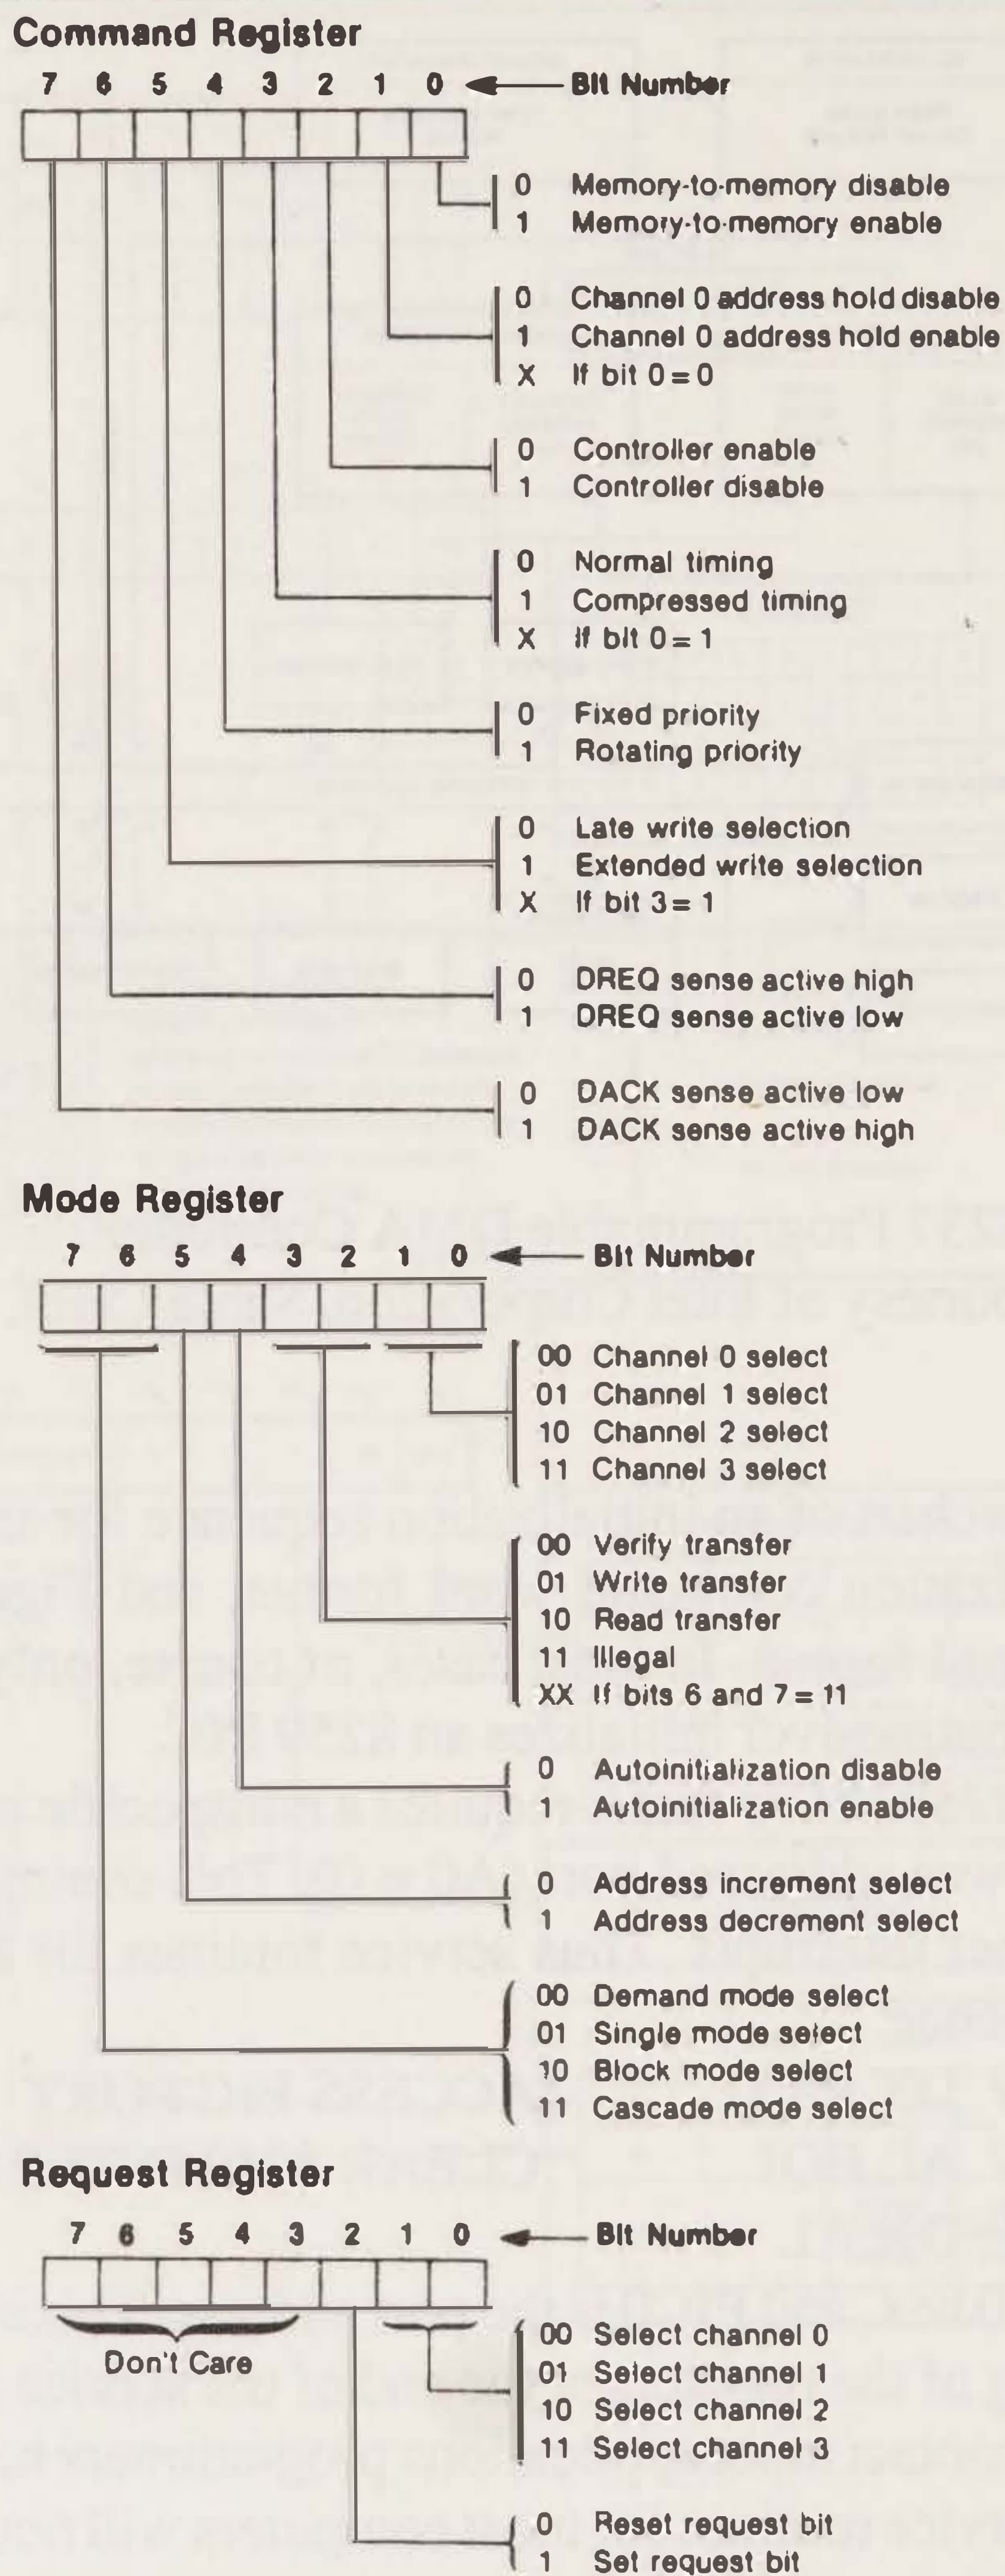 Command Register
7 6 5 4 3 2 1 0 Bit Number
0 Memory-to-memory disable
1 Memory-to-memory enable
0 Channel 0 address hold disable
1 Channel 0 address hold enable
X If bit 0 = 0
0 Controller enable
1 Controller disable
0 Normal timing
1 Compressed timing
X If bit 0 = 1
0 Fixed priority
1 Rotating priority
0 Late write selection
1 Extended write selection
X If bit 3 = 1
0 DREQ sense active high
1 DREQ sense active low
0 DACK sense active low
1 DACK sense active high
Mode Register
7 6 5 4 3 2 1 0 Bit Number
00 Channel 0 select
01 Channel 1 select
10 Channel 2 select
11 Channel 3 select
00 Verify transfer
01 Write transfer
10 Read transfer
11 Illegal
XX If bits 6 and 7 = 11
0 Autoinitialization disable
1 Autoinitialization enable
0 Address increment select
1 Address decrement select
00 Demand mode select
01 Single mode select
10 Block mode select
11 Cascade mode select
Request Register
7 6 5 4 3 2 1 0 Bit Number
Don't Care
00 Select channel 0
01 Select channel 1
10 Select channel 2
11 Select channel 3
0 Reset request bit
1 Set request bit